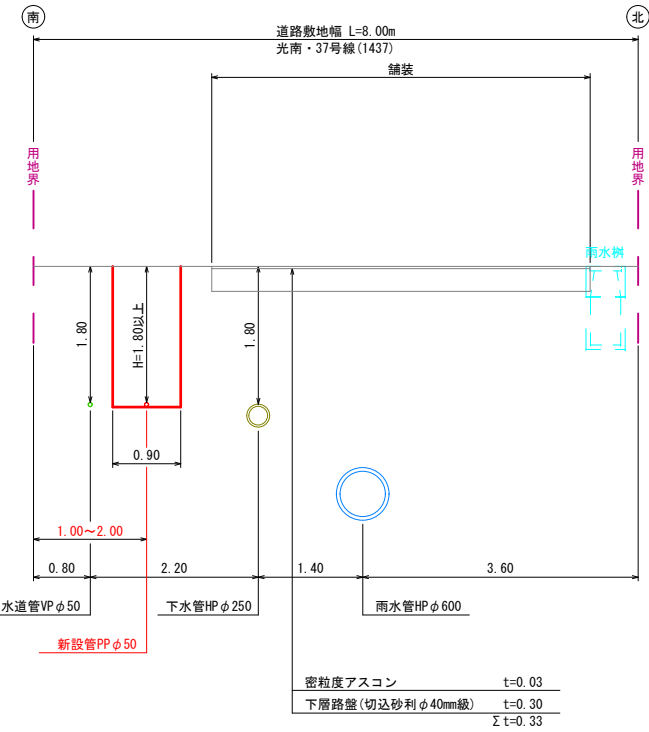 南
北
道路敷地幅 L=8.00m
光南・37号線(1437)
舗装
用地界
用地界
雨水桝
1.80
H=1.80以上
1.80
0.90
1.00～2.00
0.80
2.20
1.40
3.60
水道管VPφ50
下水管HPφ250
雨水管HPφ600
新設管PPφ50
密粒度アスコン t=0.03
下層路盤(切込砂利φ40mm級) t=0.30
Σt=0.33